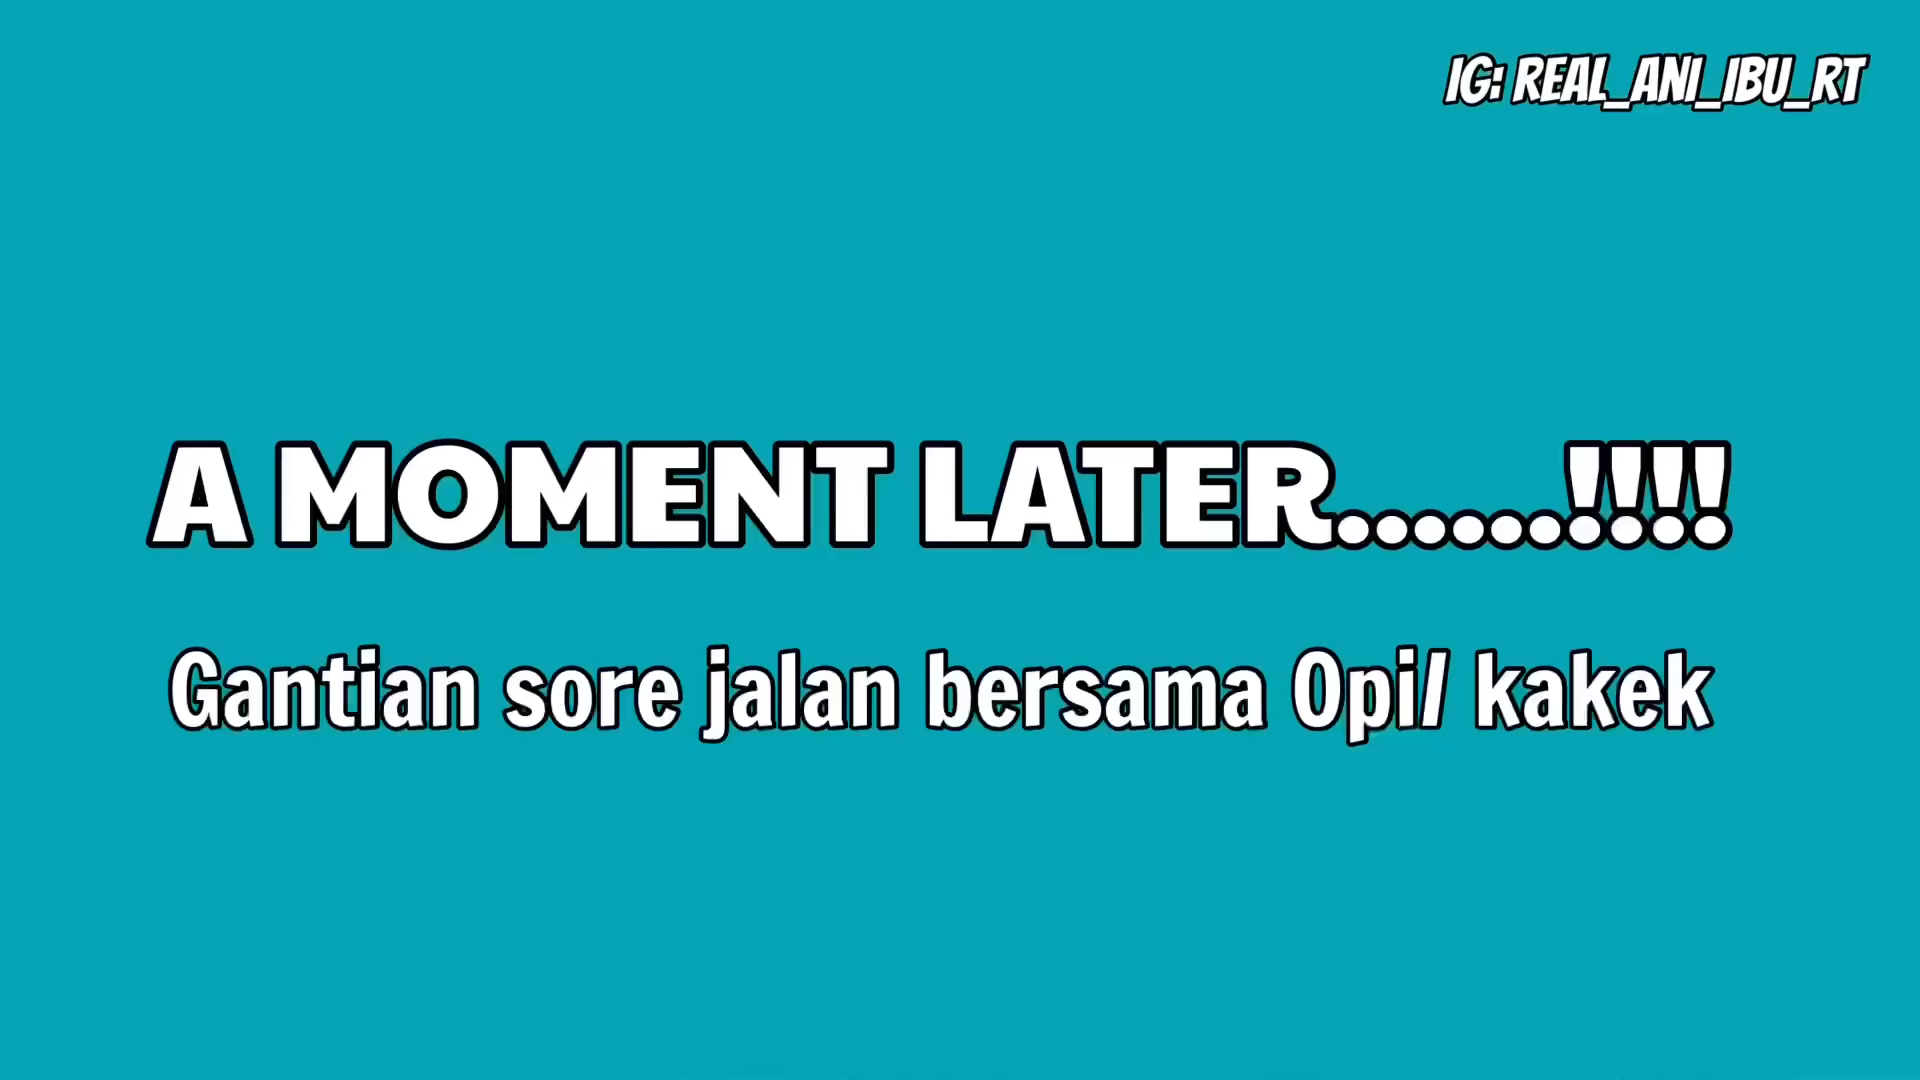 IG: REAL_ANI_IBU_RT
A MOMENT LATER......!!!!
Gantian sore jalan bersama Opi/ kakek